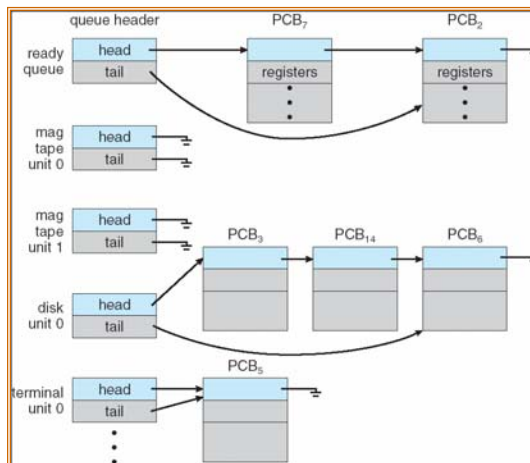 queue header
PCB7
PCB2
ready
queue
head
tail
registers
registers
mag
tape
unit 0
head
tail
mag
tape
unit 1
head
tail
PCB3
PCB14
PCB6
disk
unit 0
head
tail
PCB5
terminal
unit 0
head
tail